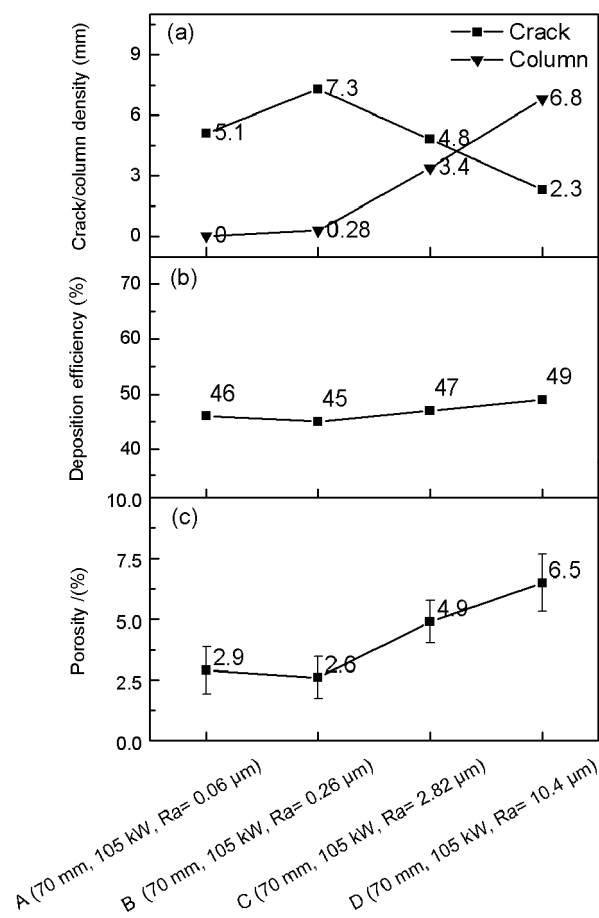 (a)
Crack
Column
9
6
3
0
Crack/column density (mm)
5.1
7.3
4.8
2.3
0
0.28
3.4
6.8
(b)
70
60
50
40
Deposition efficiency (%)
46
45
47
49
(c)
10.0
7.5
5.0
2.5
0.0
Porosity /(%)
2.9
2.6
4.9
6.5
A (70 mm, 105 kW, Ra= 0.06 µm)
B (70 mm, 105 kW, Ra= 0.26 µm)
C (70 mm, 105 kW, Ra= 2.82 µm)
D (70 mm, 105 kW, Ra= 10.4 µm)